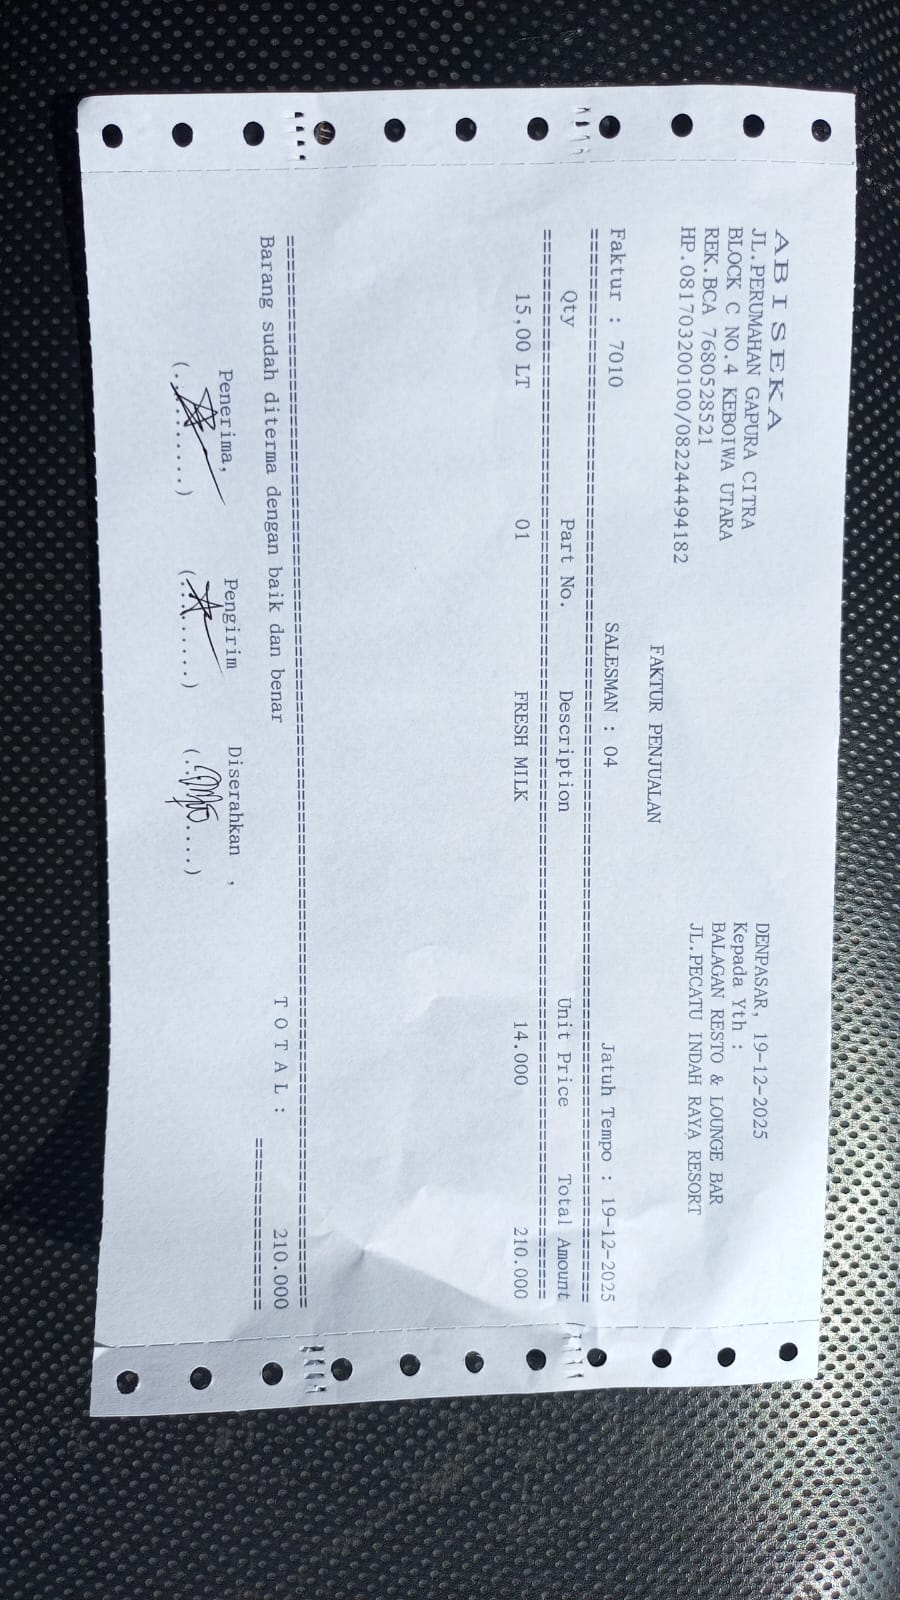 ABISEKA
JL.PERUMAHAN GAPURA CITRA
BLOCK C NO.4 KEBOIWA UTARA
REK.BCA 7680528521
HP.081703200100/082244494182
DENPASAR, 19-12-2025
Kepada Yth :
BALAGAN RESTO & LOUNGE BAR
JL.PECATU INDAH RAYA RESORT
FAKTUR PENJUALAN
Faktur : 7010 SALESMAN : 04 Jatuh Tempo : 19-12-2025
Qty Part No. Description Unit Price Total Amount
15,00 LT 01 FRESH MILK 14.000 210.000
T O T A L : 210.000
Barang sudah diterma dengan baik dan benar
Penerima, Pengirim Diserahkan ,